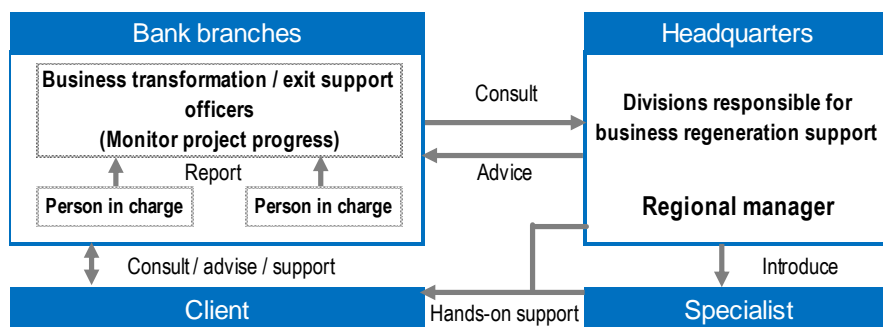 Bank branches
Business transformation / exit support
officers
(Monitor project progress)
Report
Person in charge
Person in charge
Consult
Advice
Headquarters
Divisions responsible for
business regeneration support
Regional manager
Consult / advise / support
Introduce
Client
Hands-on support
Specialist